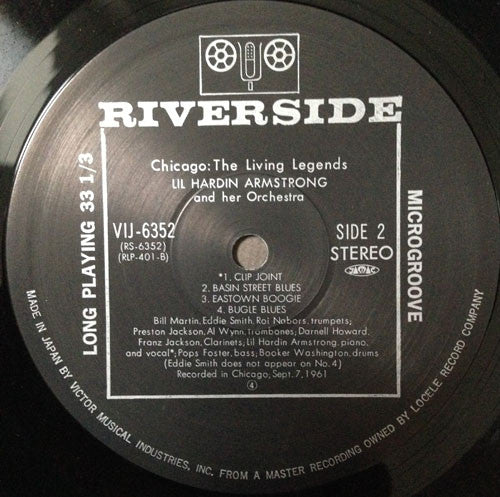 RIVERSIDE
Chicago: The Living Legends
LIL HARDIN ARMSTRONG
and her Orchestra
LONG PLAYING 33 1/3
MICROGROOVE
VIJ-6352
(RS-6352)
(RLP-401-B)
SIDE 2
STEREO
*1. CLIP JOINT
2. BASIN STREET BLUES
3. EASTOWN BOOGIE
4. BUGLE BLUES
Bill Martin, Eddie Smith, Roi Nabors, trumpets;
Preston Jackson, Al Wynn, trombones; Darnell Howard,
Franz Jackson, Clarinets; Lil Hardin Armstrong, piano,
and vocal*; Pops Foster, bass; Booker Washington, drums
(Eddie Smith does not appear on No.4)
Recorded in Chicago; Sept. 7, 1961
4
MADE IN JAPAN BY VICTOR MUSICAL INDUSTRIES, INC. FROM A MASTER RECORDING OWNED BY LOCELE RECORD COMPANY